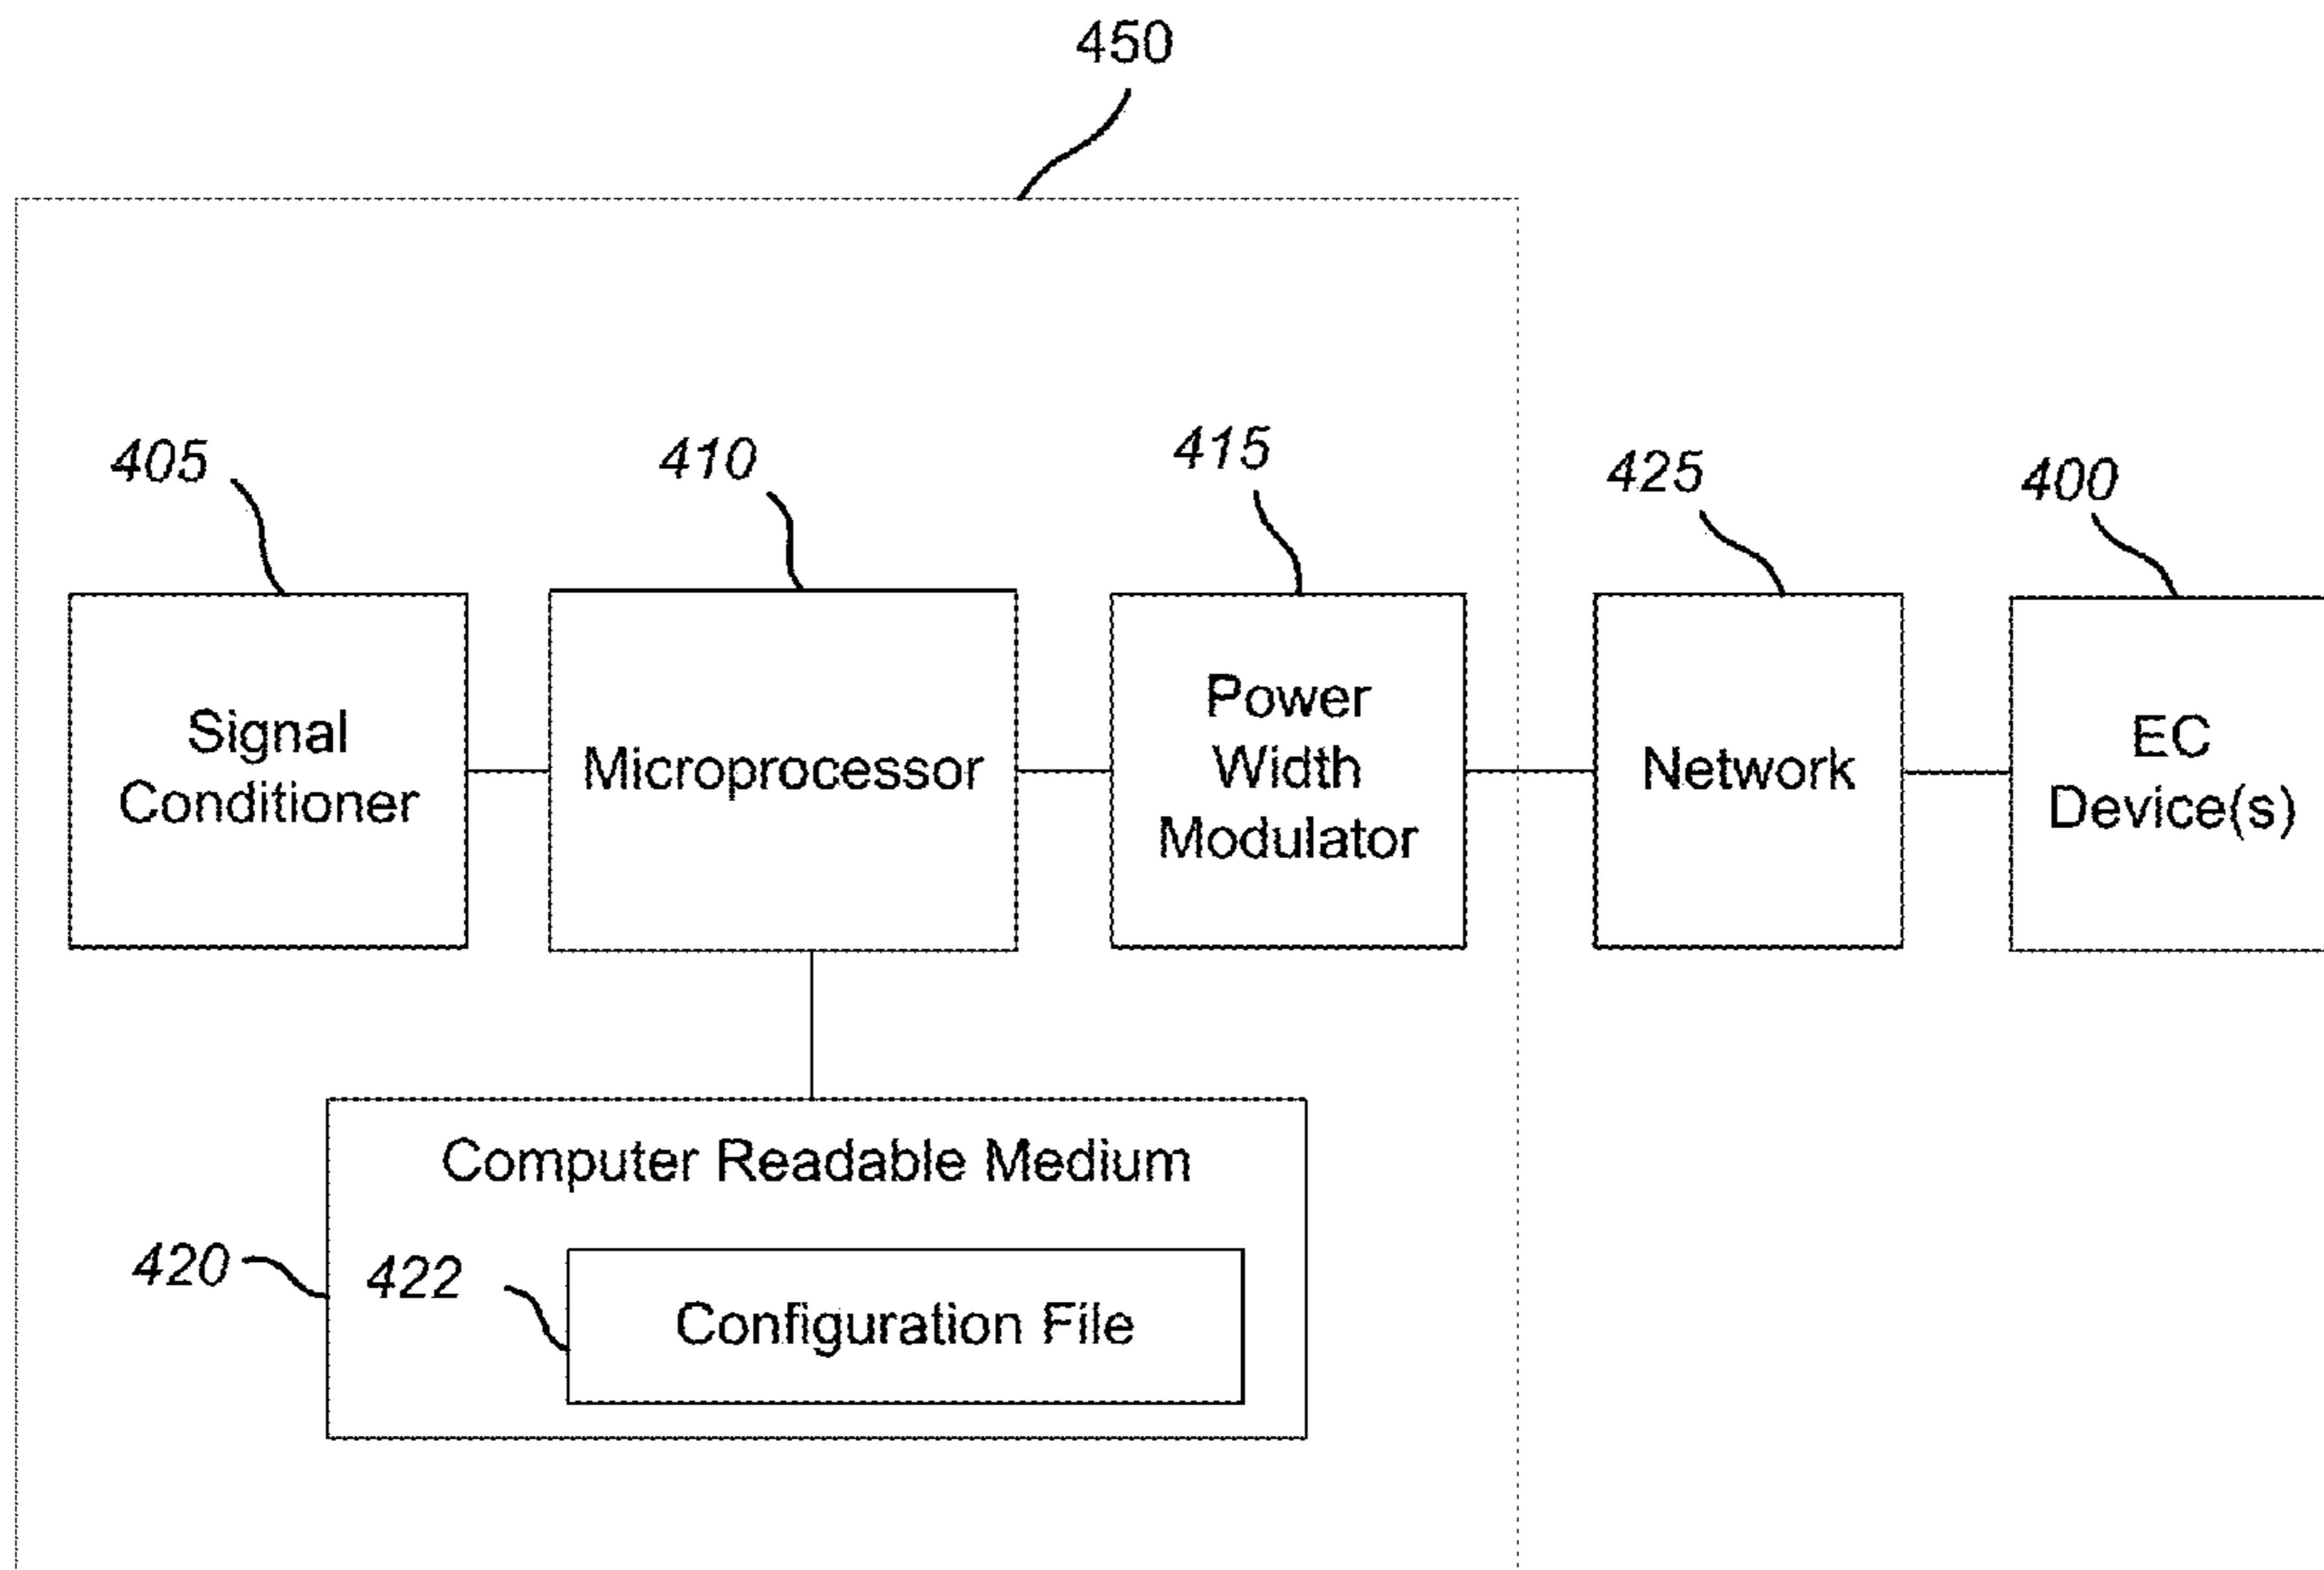 450
405
410
415
425
400
Signal
Conditioner
Microprocessor
Power
Width
Modulator
Network
EC
Device(s)
Computer Readable Medium
420
422
Configuration File